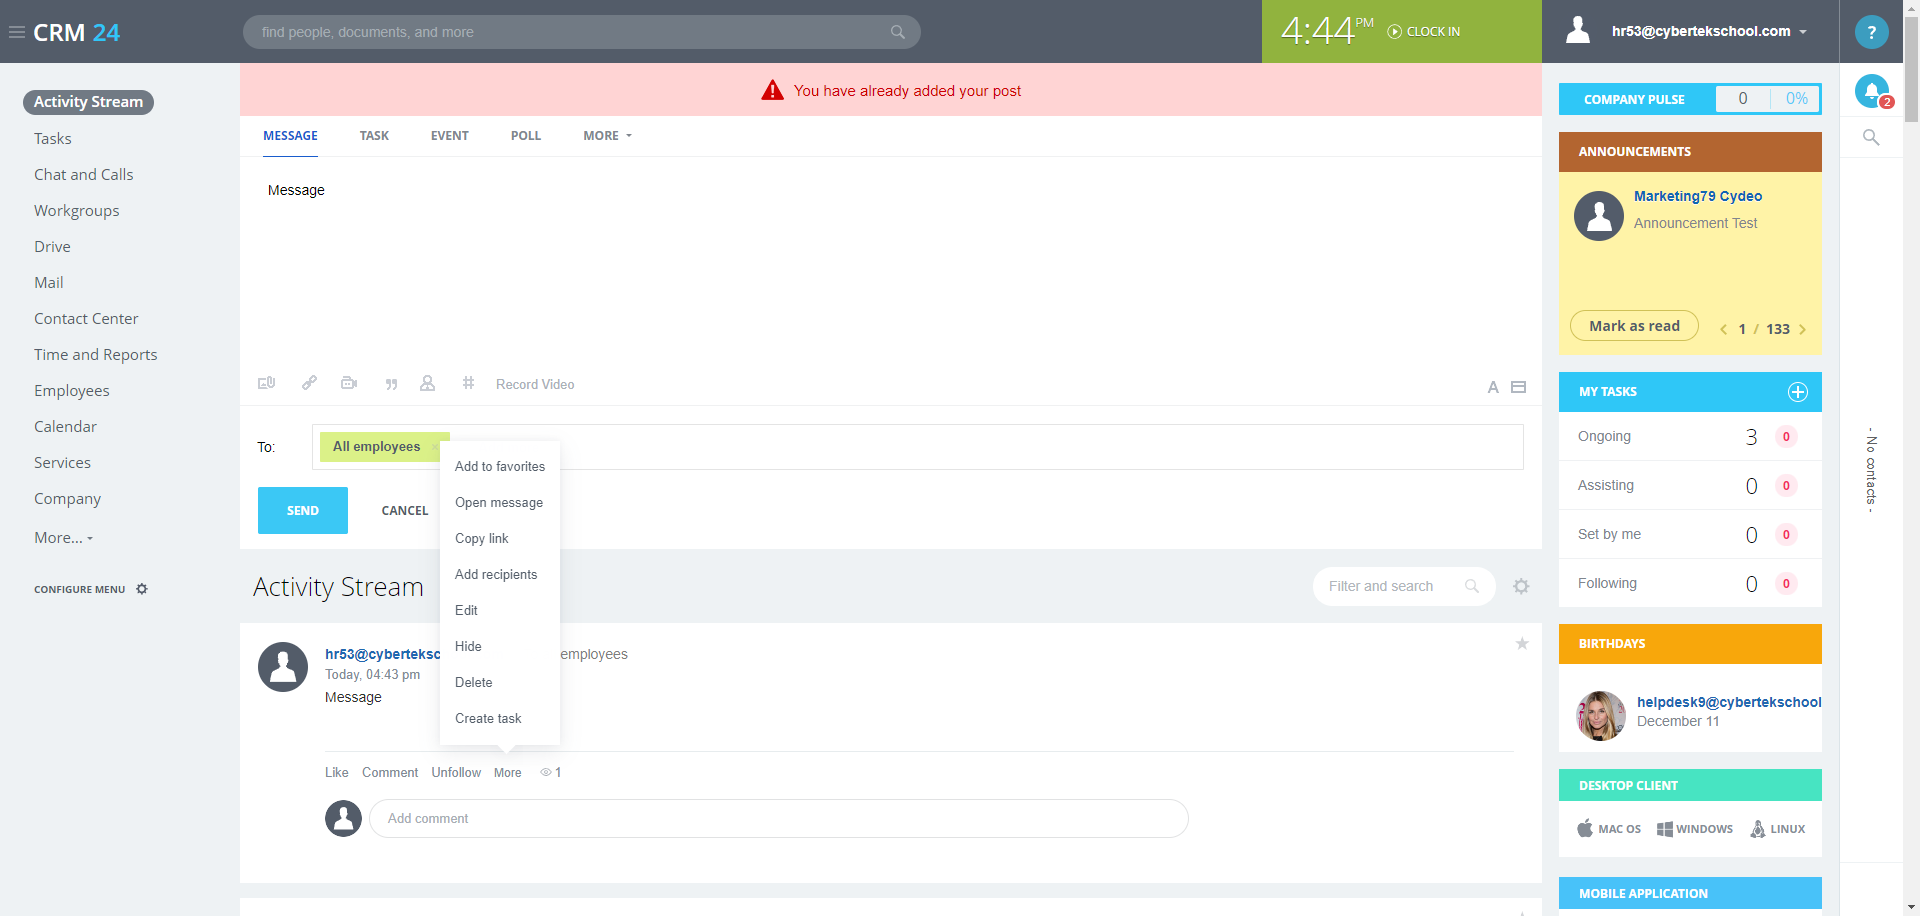 CRM 24
find people, documents, and more
4:44 PM
CLOCK IN
hr53@cybertekschool.com
?
Activity Stream
Tasks
Chat and Calls
Workgroups
Drive
Mail
Contact Center
Time and Reports
Employees
Calendar
Services
Company
More...
CONFIGURE MENU
You have already added your post
MESSAGE TASK EVENT POLL MORE
Message
Record Video
A
To: All employees
SEND CANCEL
Add to favorites
Open message
Copy link
Add recipients
Edit
Hide
Delete
Create task
Activity Stream
Filter and search
employees
Today, 04:43 pm
Message
Like Comment Unfollow More 1
Add comment
COMPANY PULSE 0 0%
ANNOUNCEMENTS
Marketing79 Cydeo
Announcement Test
Mark as read
1 / 133
MY TASKS
Ongoing 3 0
Assisting 0 0
Set by me 0 0
Following 0 0
BIRTHDAYS
helpdesk9@cybertekschool
December 11
DESKTOP CLIENT
MAC OS WINDOWS LINUX
MOBILE APPLICATION
2
- No contacts -